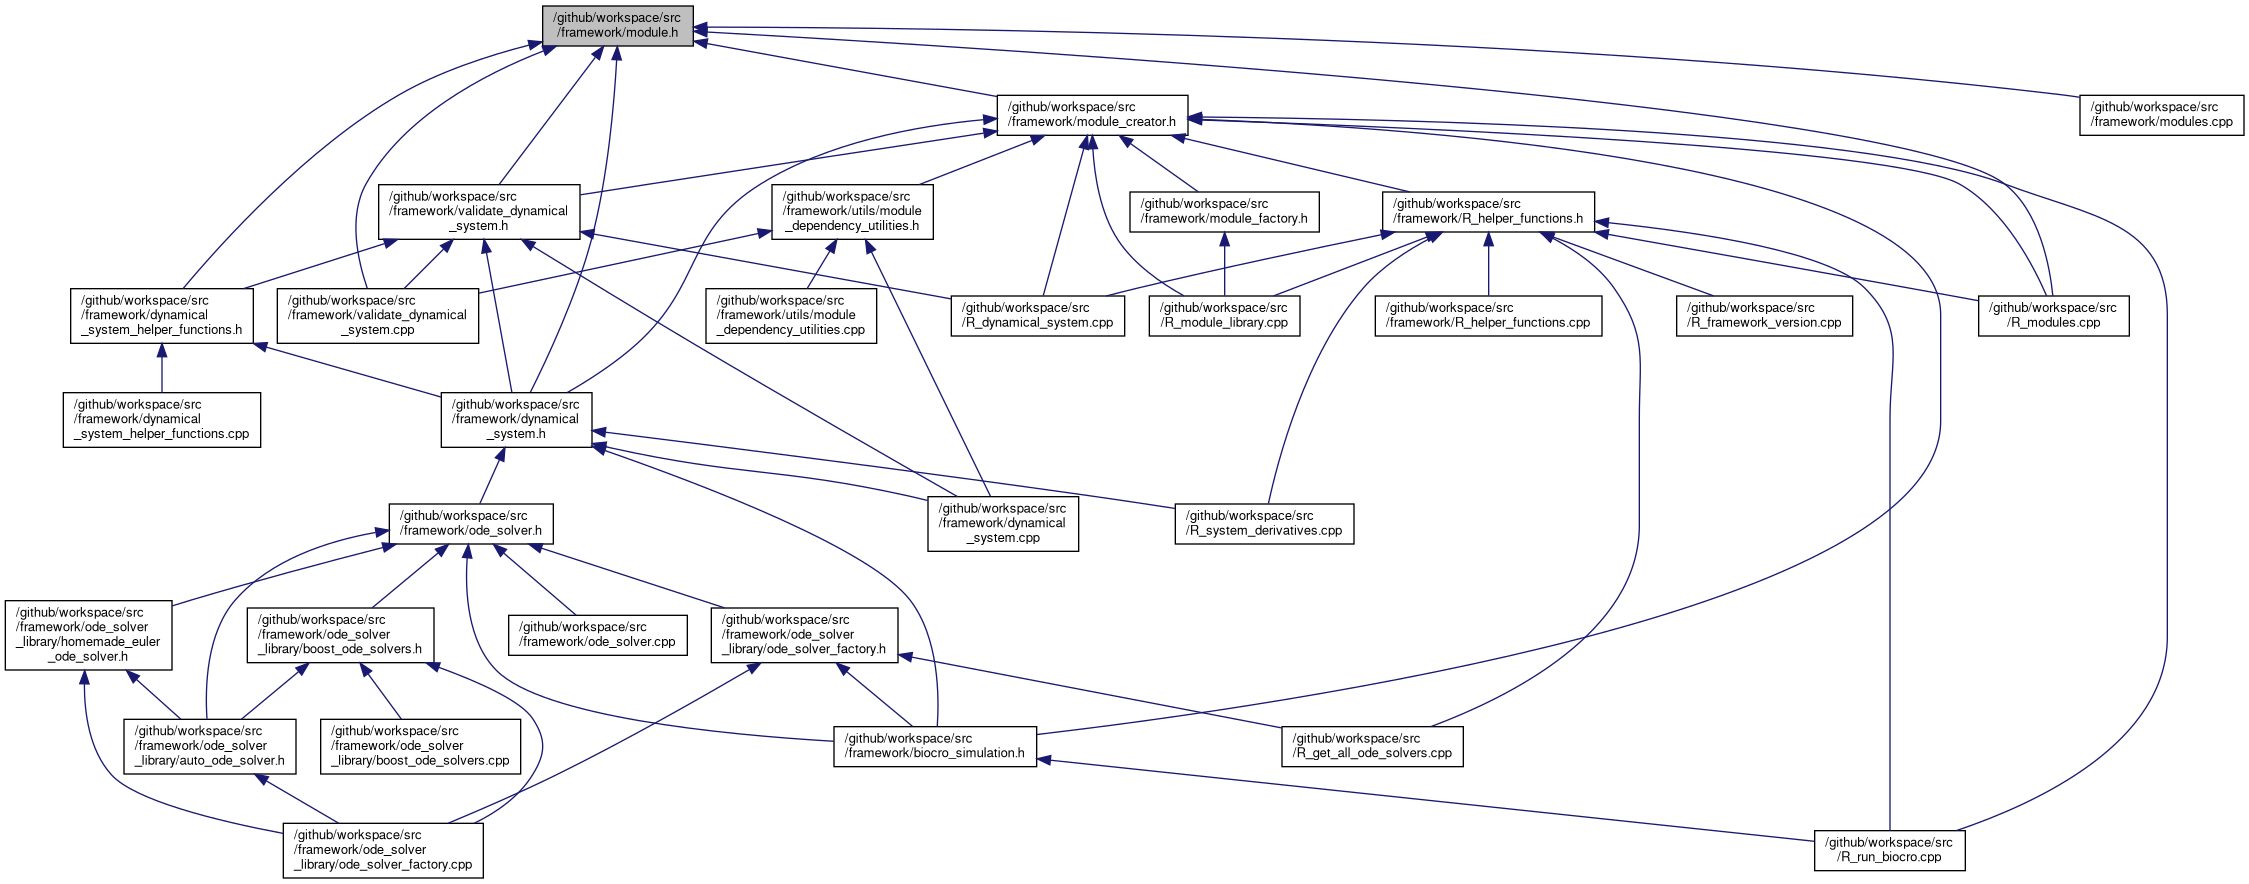 /github/workspace/src
/framework/module.h
/github/workspace/src
/framework/module_creator.h
/github/workspace/src
/framework/modules.cpp
/github/workspace/src
/framework/validate_dynamical
_system.h
/github/workspace/src
/framework/utils/module
_dependency_utilities.h
/github/workspace/src
/framework/module_factory.h
/github/workspace/src
/framework/R_helper_functions.h
/github/workspace/src
/framework/dynamical
_system_helper_functions.h
/github/workspace/src
/framework/validate_dynamical
_system.cpp
/github/workspace/src
/framework/utils/module
_dependency_utilities.cpp
/github/workspace/src
/R_dynamical_system.cpp
/github/workspace/src
/R_module_library.cpp
/github/workspace/src
/framework/R_helper_functions.cpp
/github/workspace/src
/R_framework_version.cpp
/github/workspace/src
/R_modules.cpp
/github/workspace/src
/framework/dynamical
_system_helper_functions.cpp
/github/workspace/src
/framework/dynamical
_system.h
/github/workspace/src
/framework/ode_solver.h
/github/workspace/src
/framework/dynamical
_system.cpp
/github/workspace/src
/R_system_derivatives.cpp
/github/workspace/src
/framework/ode_solver
_library/homemade_euler
_ode_solver.h
/github/workspace/src
/framework/ode_solver
_library/boost_ode_solvers.h
/github/workspace/src
/framework/ode_solver.cpp
/github/workspace/src
/framework/ode_solver
_library/ode_solver_factory.h
/github/workspace/src
/framework/ode_solver
_library/auto_ode_solver.h
/github/workspace/src
/framework/ode_solver
_library/boost_ode_solvers.cpp
/github/workspace/src
/framework/biocro_simulation.h
/github/workspace/src
/R_get_all_ode_solvers.cpp
/github/workspace/src
/framework/ode_solver
_library/ode_solver_factory.cpp
/github/workspace/src
/R_run_biocro.cpp